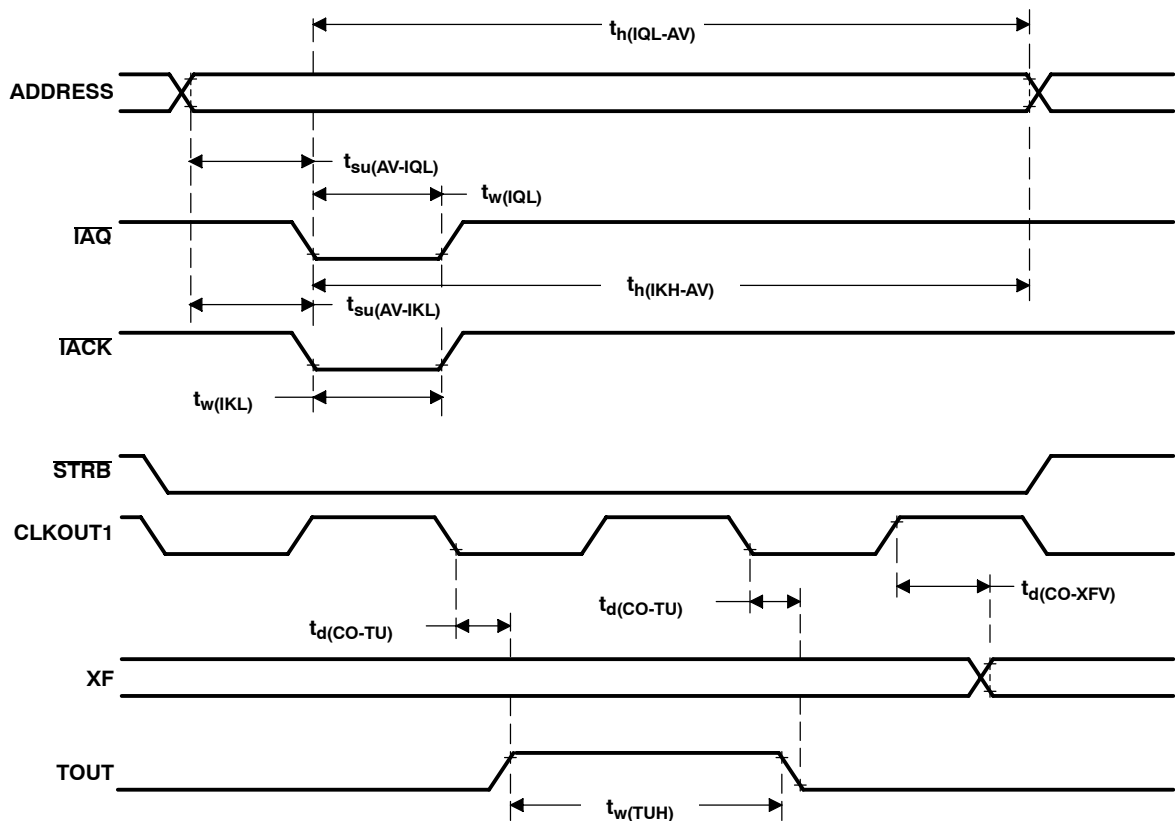 th(IQL-AV)
ADDRESS
tsu(AV-IQL)
tw(IQL)
IAQ
th(IKH-AV)
tsu(AV-IKL)
IACK
tw(IKL)
STRB
CLKOUT1
td(CO-XFV)
td(CO-TU)
td(CO-TU)
XF
TOUT
tw(TUH)